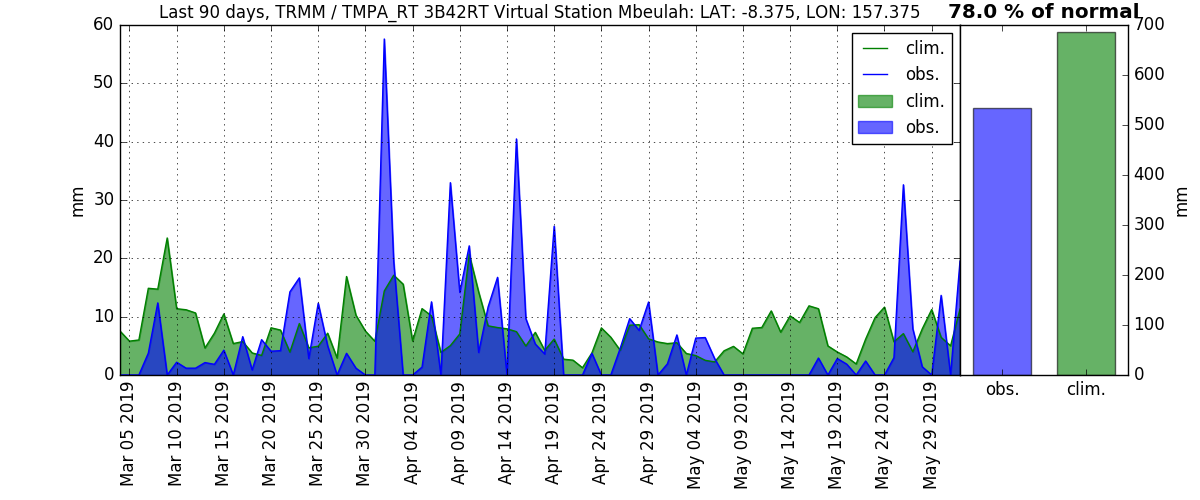 Last 90 days, TRMM / TMPA_RT 3B42RT Virtual Station Mbeulah: LAT: -8.375, LON: 157.375
78.0 % of normal
clim.
obs.
clim.
obs.
mm
60
50
40
30
20
10
0
Mar 05 2019
Mar 10 2019
Mar 15 2019
Mar 20 2019
Mar 25 2019
Mar 30 2019
Apr 04 2019
Apr 09 2019
Apr 14 2019
Apr 19 2019
Apr 24 2019
Apr 29 2019
May 04 2019
May 09 2019
May 14 2019
May 19 2019
May 24 2019
May 29 2019
700
600
500
400
300
200
100
0
mm
obs.
clim.